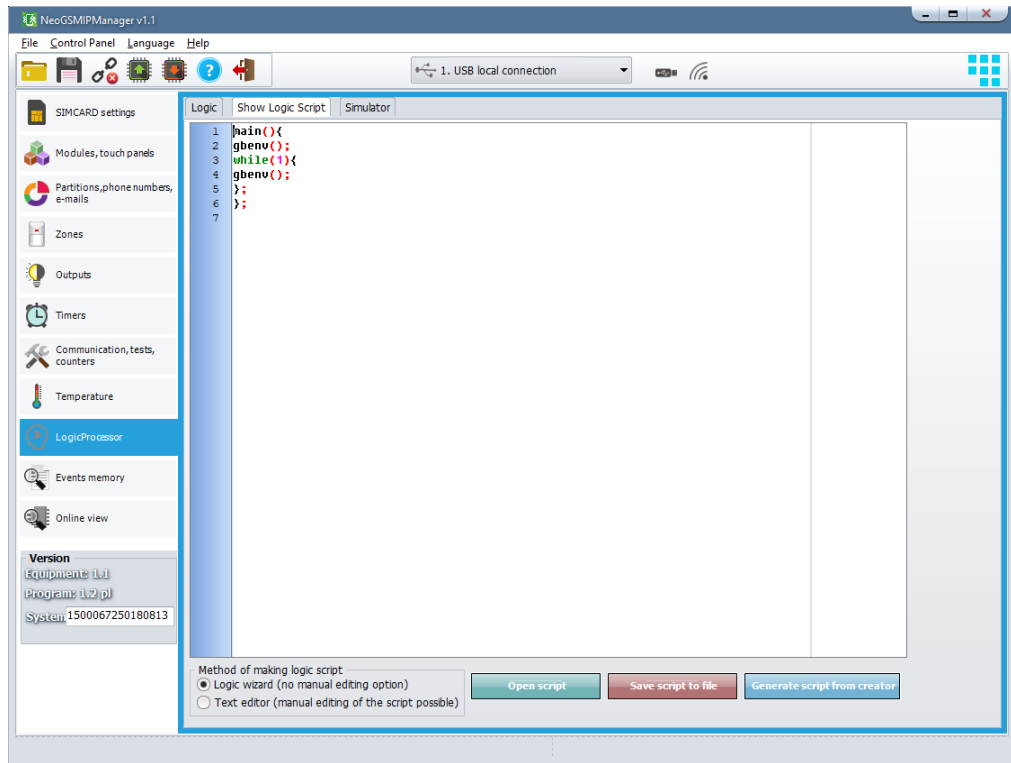 NeoGSMIPManager v1.1
File Control Panel Language Help
1. USB local connection
SIMCARD settings
Modules, touch panels
Partitions, phone numbers,
e-mails
Zones
Outputs
Timers
Communication, tests,
counters
Temperature
LogicProcessor
Events memory
Online view
Version
Equipment: 1.1
Program: 1.2 pl
System 1500067250180813
Logic Show Logic Script Simulator
1 main(){
2 gbenv();
3 while(1){
4 gbenv();
5 };
6 };
7
Method of making logic script
Logic wizard (no manual editing option)
Text editor (manual editing of the script possible)
Open script Save script to file Generate script from creator